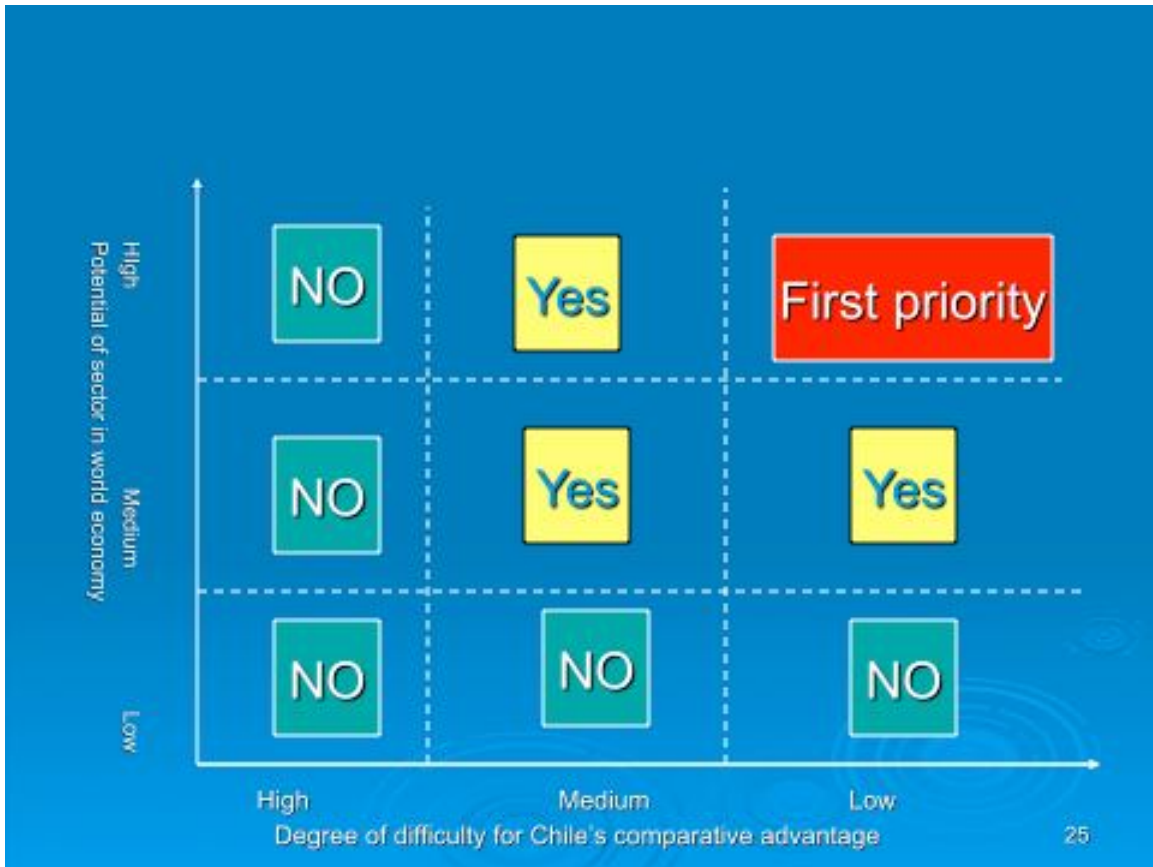 High
Potential of sector in world economy
Medium
Low
NO
Yes
First priority
NO
Yes
Yes
NO
NO
NO
High
Medium
Low
Degree of difficulty for Chile's comparative advantage
25